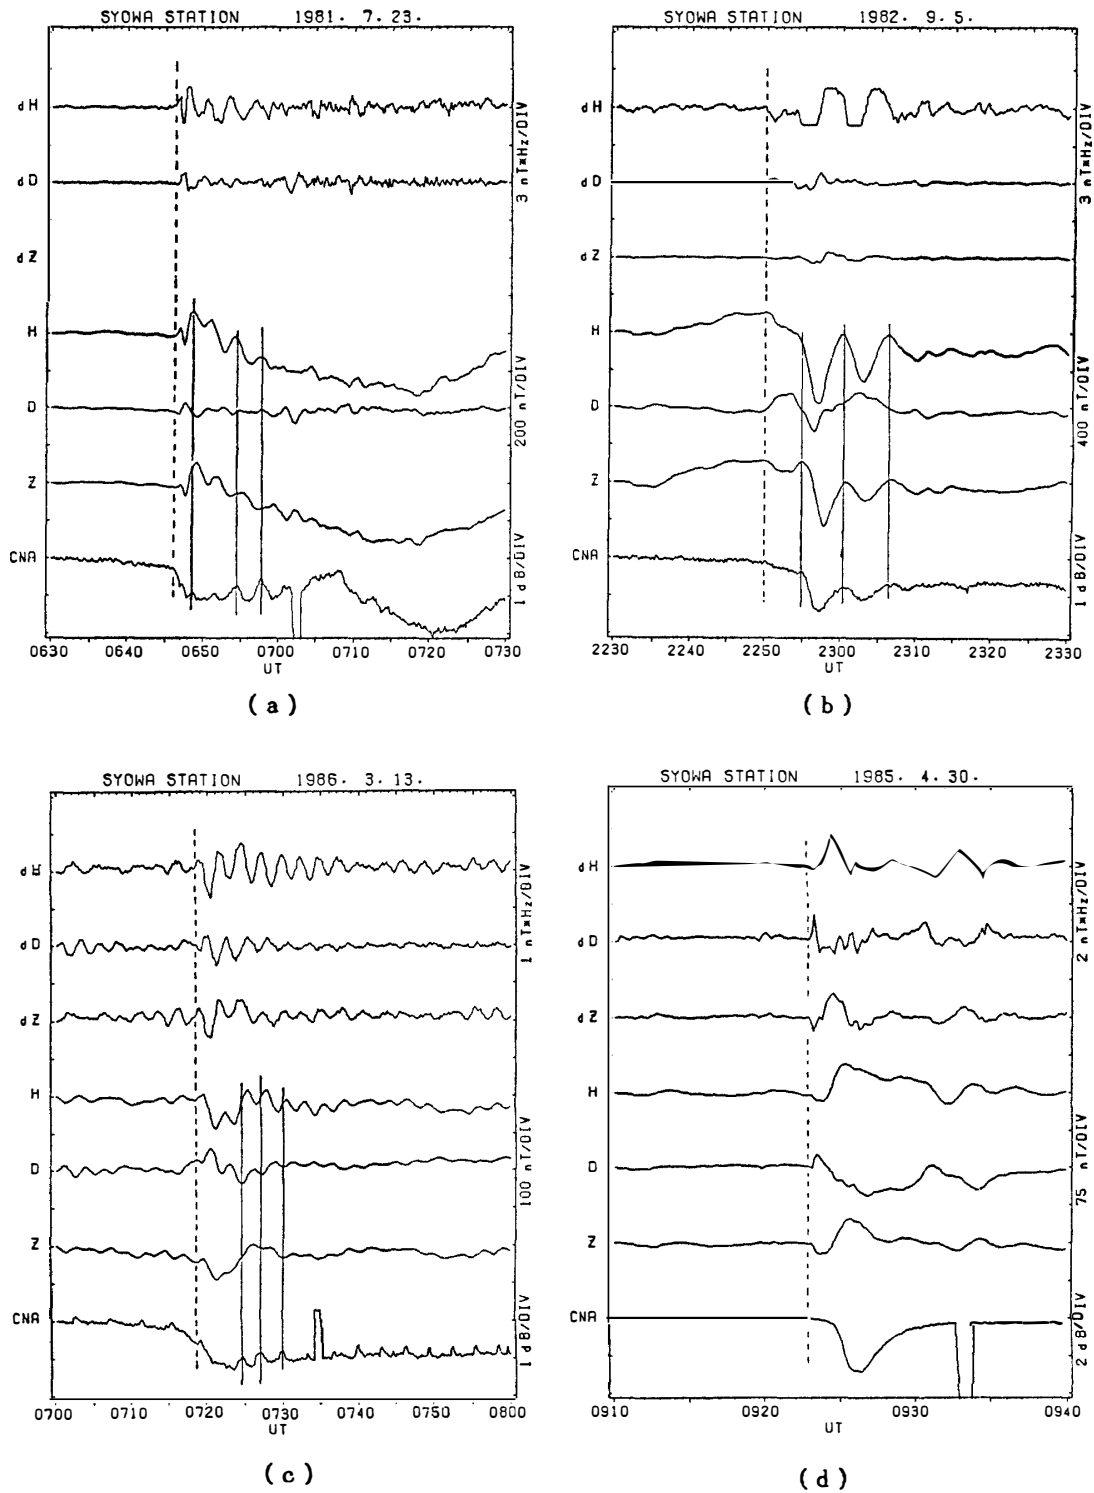 SYOWA STATION 1981. 7.23.
dH
dD
dZ
H
D
Z
CNA
3 nT*Hz/DIV
200 nT/DIV
1 dB/DIV
0630 0640 0650 0700 0710 0720 0730
UT
(a)
SYOWA STATION 1982. 9.5.
dH
dD
dZ
H
D
Z
CNA
3 nT*Hz/DIV
400 nT/DIV
1 dB/DIV
2230 2240 2250 2300 2310 2320 2330
UT
(b)
SYOWA STATION 1986. 3.13.
dH
dD
dZ
H
D
Z
CNA
1 nT*Hz/DIV
100 nT/DIV
1 dB/DIV
0700 0710 0720 0730 0740 0750 0800
UT
(c)
SYOWA STATION 1985. 4.30.
dH
dD
dZ
H
D
Z
CNA
2 nT*Hz/DIV
75 nT/DIV
2 dB/DIV
0910 0920 0930 0940
UT
(d)